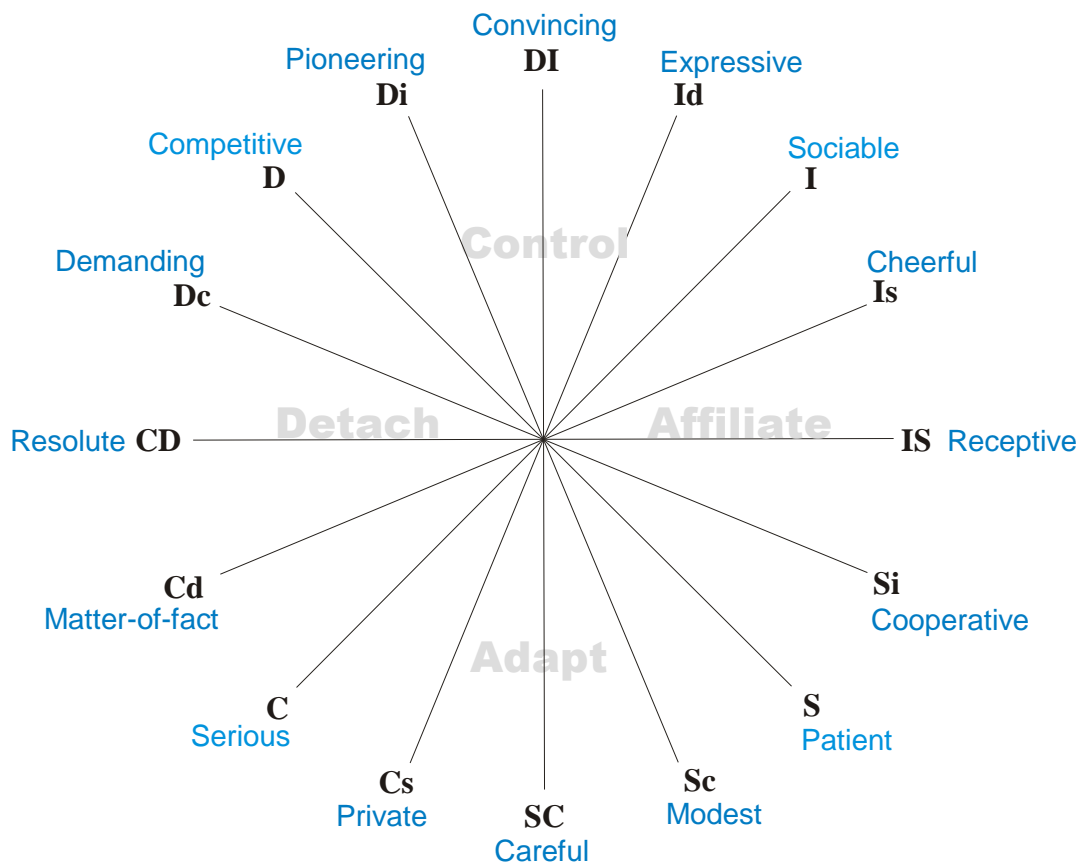 Convincing
DI
Pioneering
Di
Expressive
Id
Competitive
D
Sociable
I
Control
Demanding
Dc
Cheerful
Is
Detach
Affiliate
Resolute CD
IS Receptive
Cd
Matter-of-fact
Si
Cooperative
Adapt
C
Serious
S
Patient
Cs
Private
Sc
Modest
SC
Careful